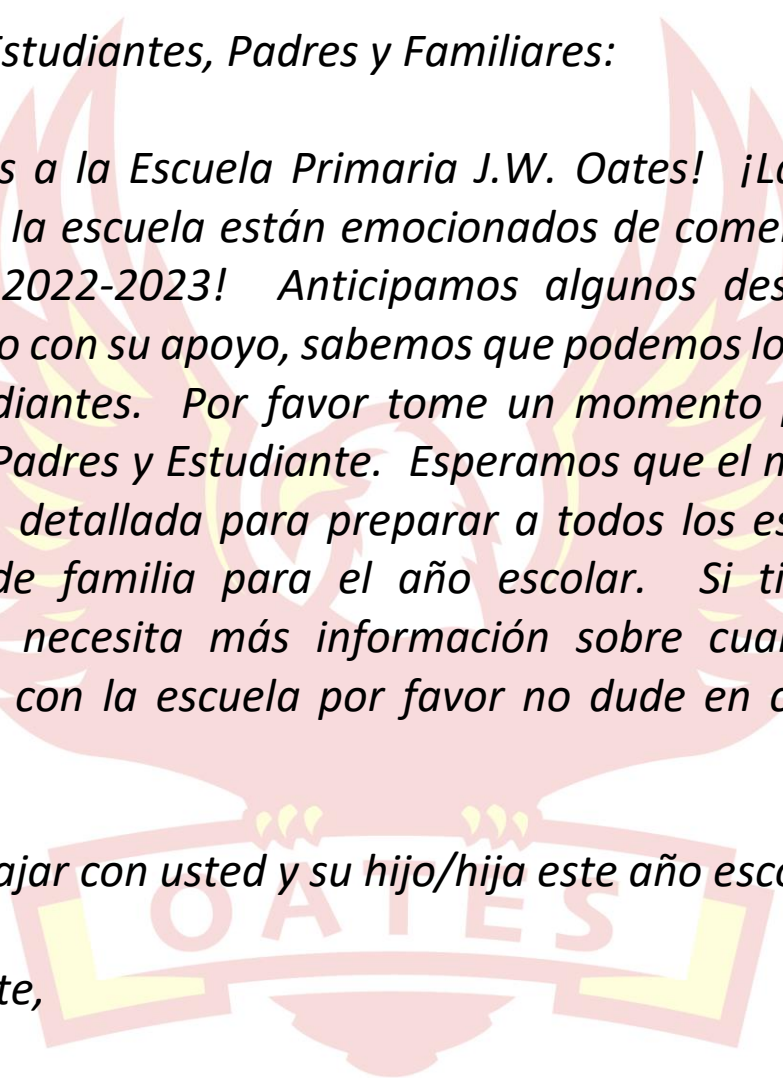 Estudiantes, Padres y Familiares:
s a la Escuela Primaria J.W. Oates! ¡Lo
la escuela están emocionados de come
2022-2023! Anticipamos algunos des
o con su apoyo, sabemos que podemos lo
diantes. Por favor tome un momento p
Padres y Estudiante. Esperamos que el m
detallada para preparar a todos los es
de familia para el año escolar. Si ti
necesita más información sobre cua
con la escuela por favor no dude en c
ajar con usted y su hijo/hija este año esco
OATES
te,